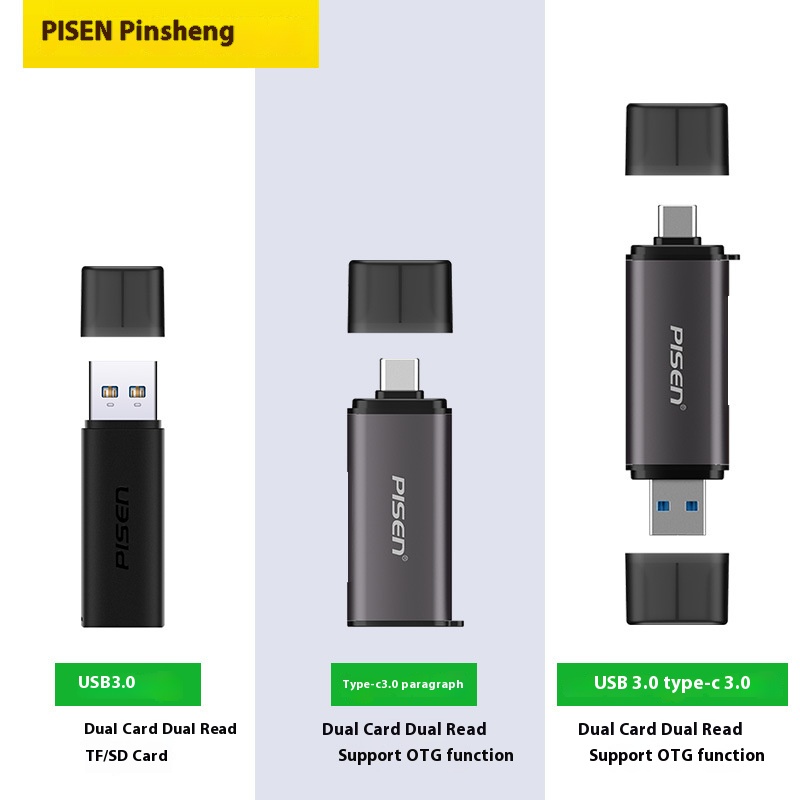 PISEN Pinsheng
PISEN
PISEN®
PISEN®
USB3.0
Type-c3.0 paragraph
USB 3.0 type-c 3.0
Dual Card Dual Read
TF/SD Card
Dual Card Dual Read
Support OTG function
Dual Card Dual Read
Support OTG function